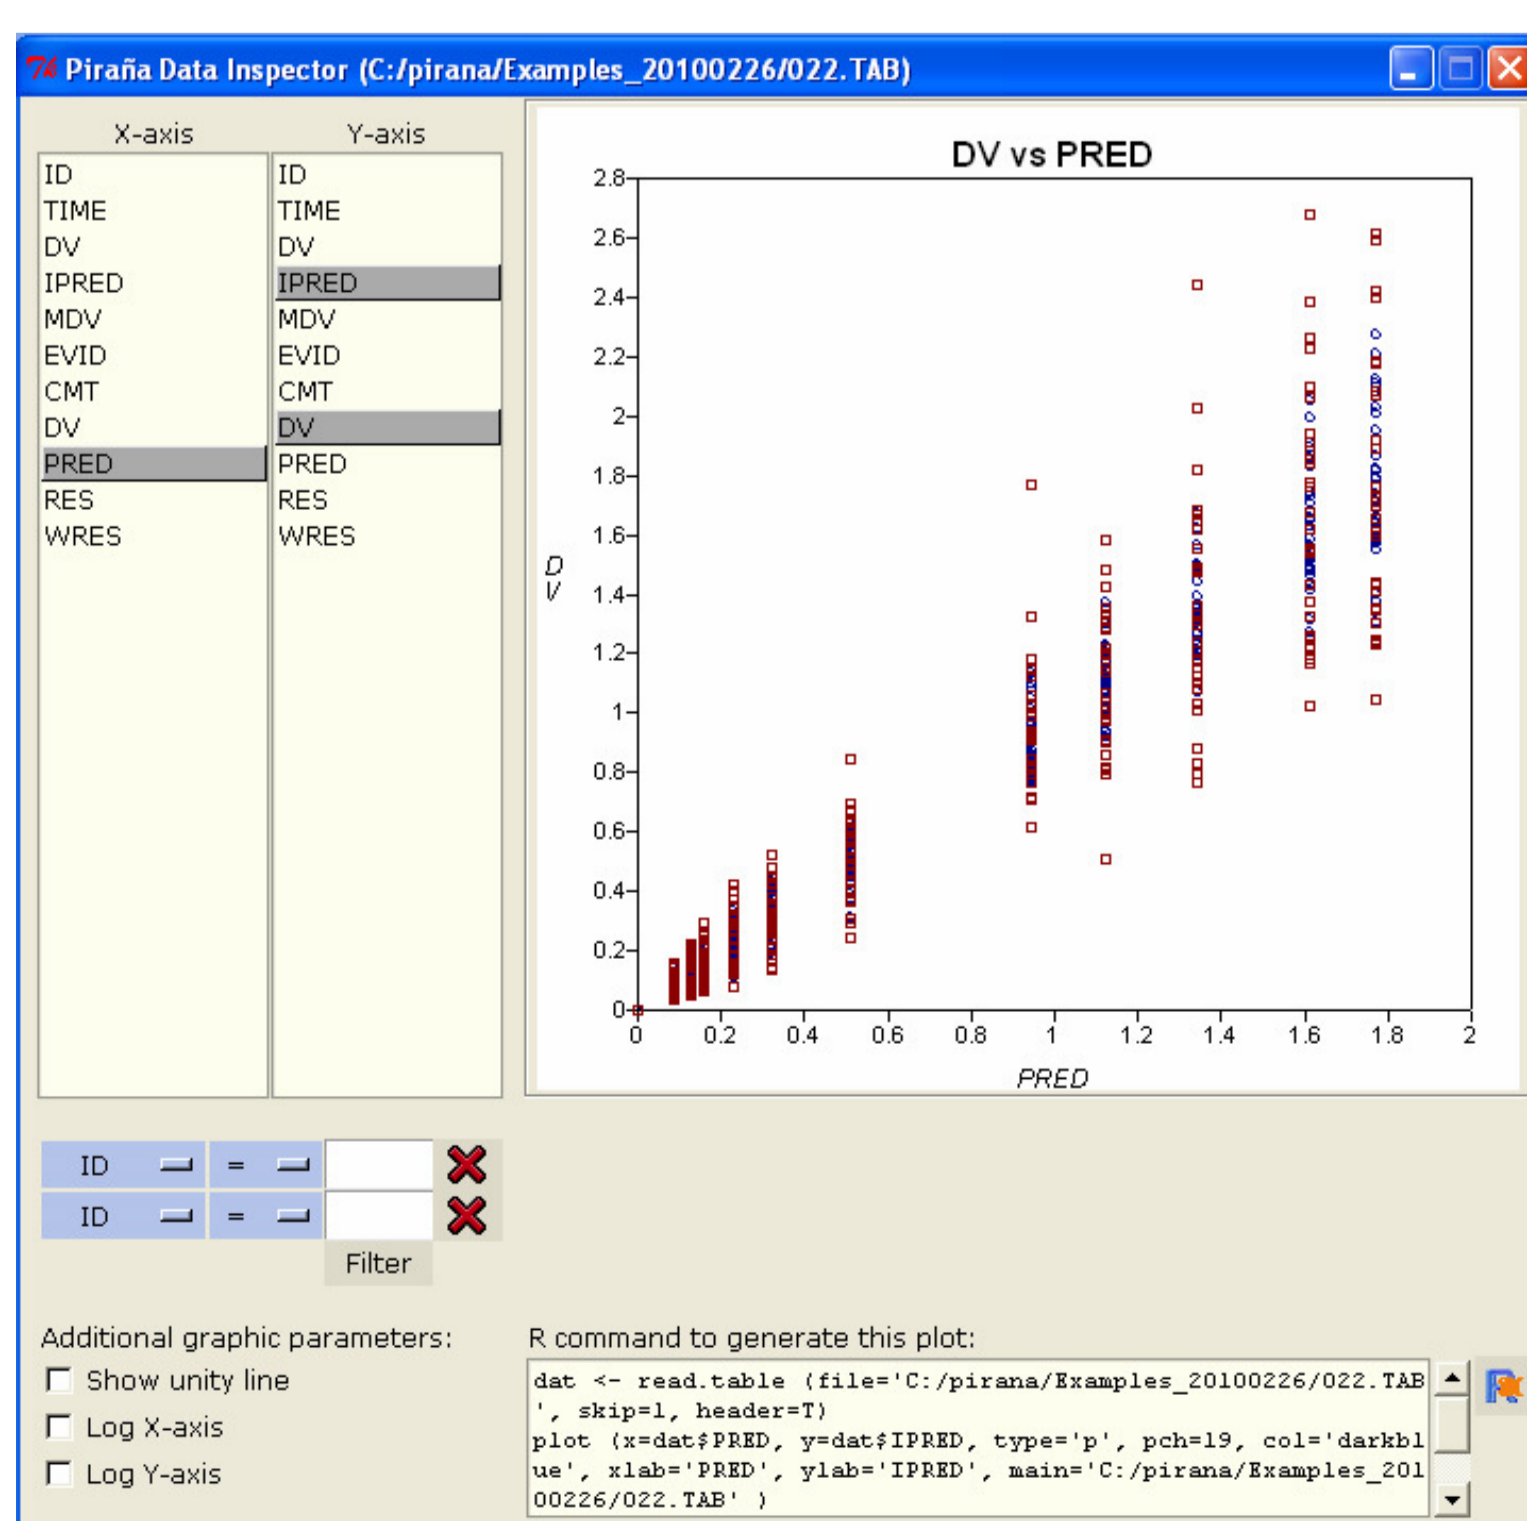 Piraña Data Inspector (C:/pirana/Examples_20100226/022.TAB)
X-axis
ID
TIME
DV
IPRED
MDV
EVID
CMT
DV
PRED
RES
WRES
Y-axis
ID
TIME
DV
IPRED
MDV
EVID
CMT
DV
PRED
RES
WRES
DV vs PRED
2.8
2.6
2.4
2.2
2
1.8
1.6
1.4
1.2
1
0.8
0.6
0.4
0.2
0
DV
0 0.2 0.4 0.6 0.8 1 1.2 1.4 1.6 1.8 2
PRED
ID =
ID =
Filter
Additional graphic parameters:
Show unity line
Log X-axis
Log Y-axis
R command to generate this plot:
dat <- read.table (file='C:/pirana/Examples_20100226/022.TAB
', skip=1, header=T)
plot (x=dat$PRED, y=dat$IPRED, type='p', pch=19, col='darkbl
ue', xlab='PRED', ylab='IPRED', main='C:/pirana/Examples_201
00226/022.TAB' )